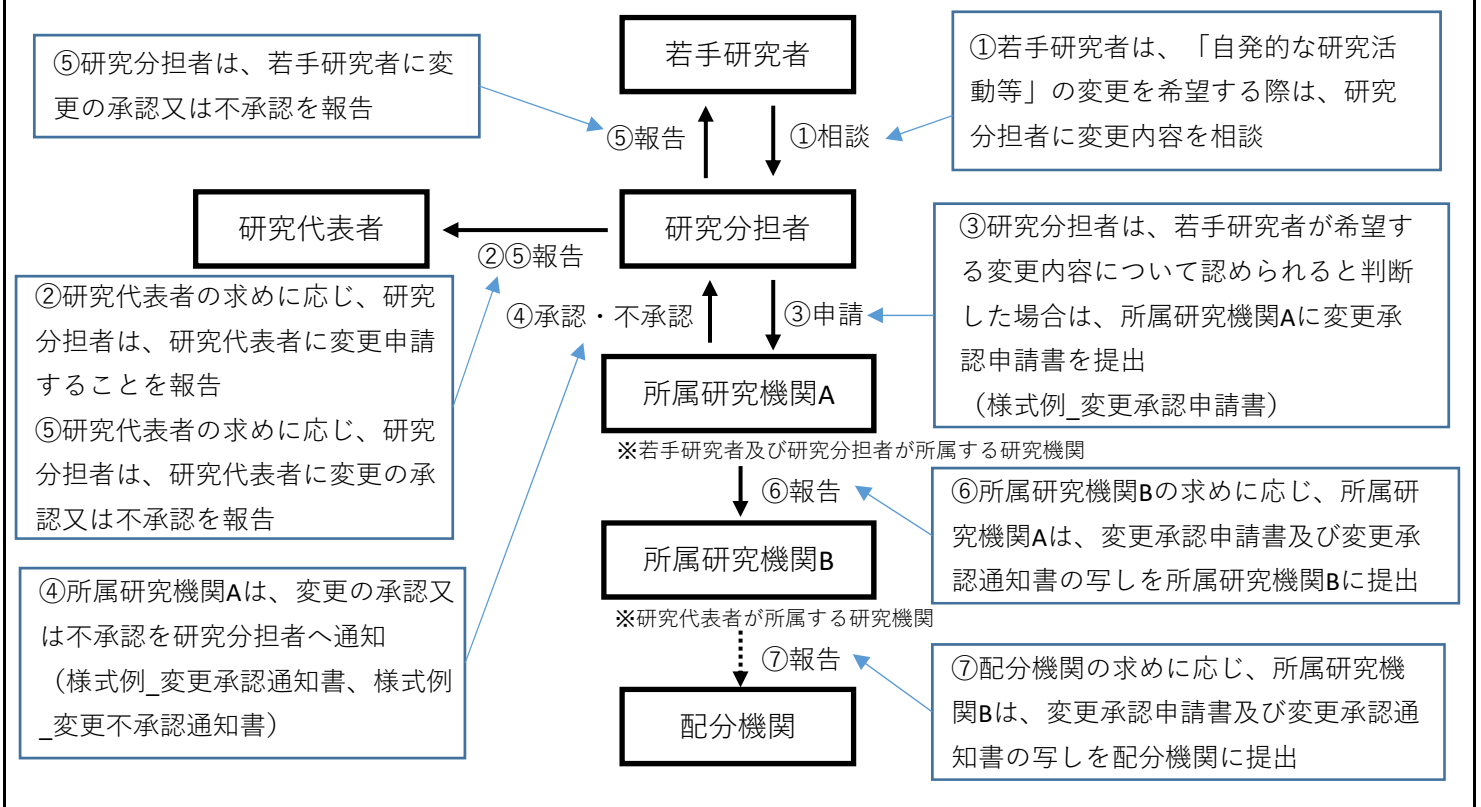 ⑤研究分担者は、若手研究者に変
更の承認又は不承認を報告
若手研究者
①若手研究者は、「自発的な研究活
動等」の変更を希望する際は、研究
分担者に変更内容を相談
⑤報告
①相談
研究代表者
研究分担者
②⑤報告
③研究分担者は、若手研究者が希望す
る変更内容について認められると判断
した場合は、所属研究機関Aに変更承
認申請書を提出
（様式例_変更承認申請書）
②研究代表者の求めに応じ、研究
分担者は、研究代表者に変更申請
することを報告
⑤研究代表者の求めに応じ、研究
分担者は、研究代表者に変更の承
認又は不承認を報告
④承認・不承認
③申請
所属研究機関A
※若手研究者及び研究分担者が所属する研究機関
⑥報告
⑥所属研究機関Bの求めに応じ、所属研
究機関Aは、変更承認申請書及び変更承
認通知書の写しを所属研究機関Bに提出
所属研究機関B
※研究代表者が所属する研究機関
④所属研究機関Aは、変更の承認又
は不承認を研究分担者へ通知
（様式例_変更承認通知書、様式例
_変更不承認通知書）
⑦報告
⑦配分機関の求めに応じ、所属研究機
関Bは、変更承認申請書及び変更承認通
知書の写しを配分機関に提出
配分機関